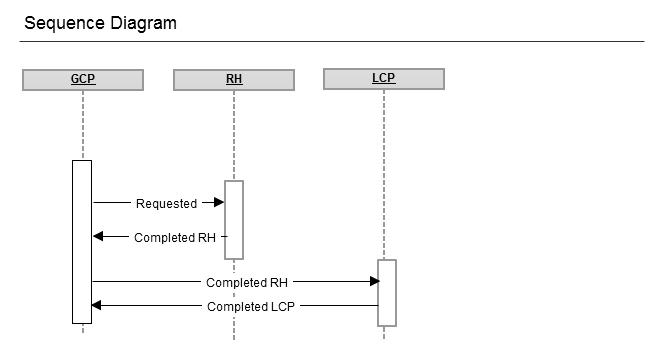 Sequence Diagram
GCP
RH
LCP
Requested
Completed RH
Completed RH
Completed LCP